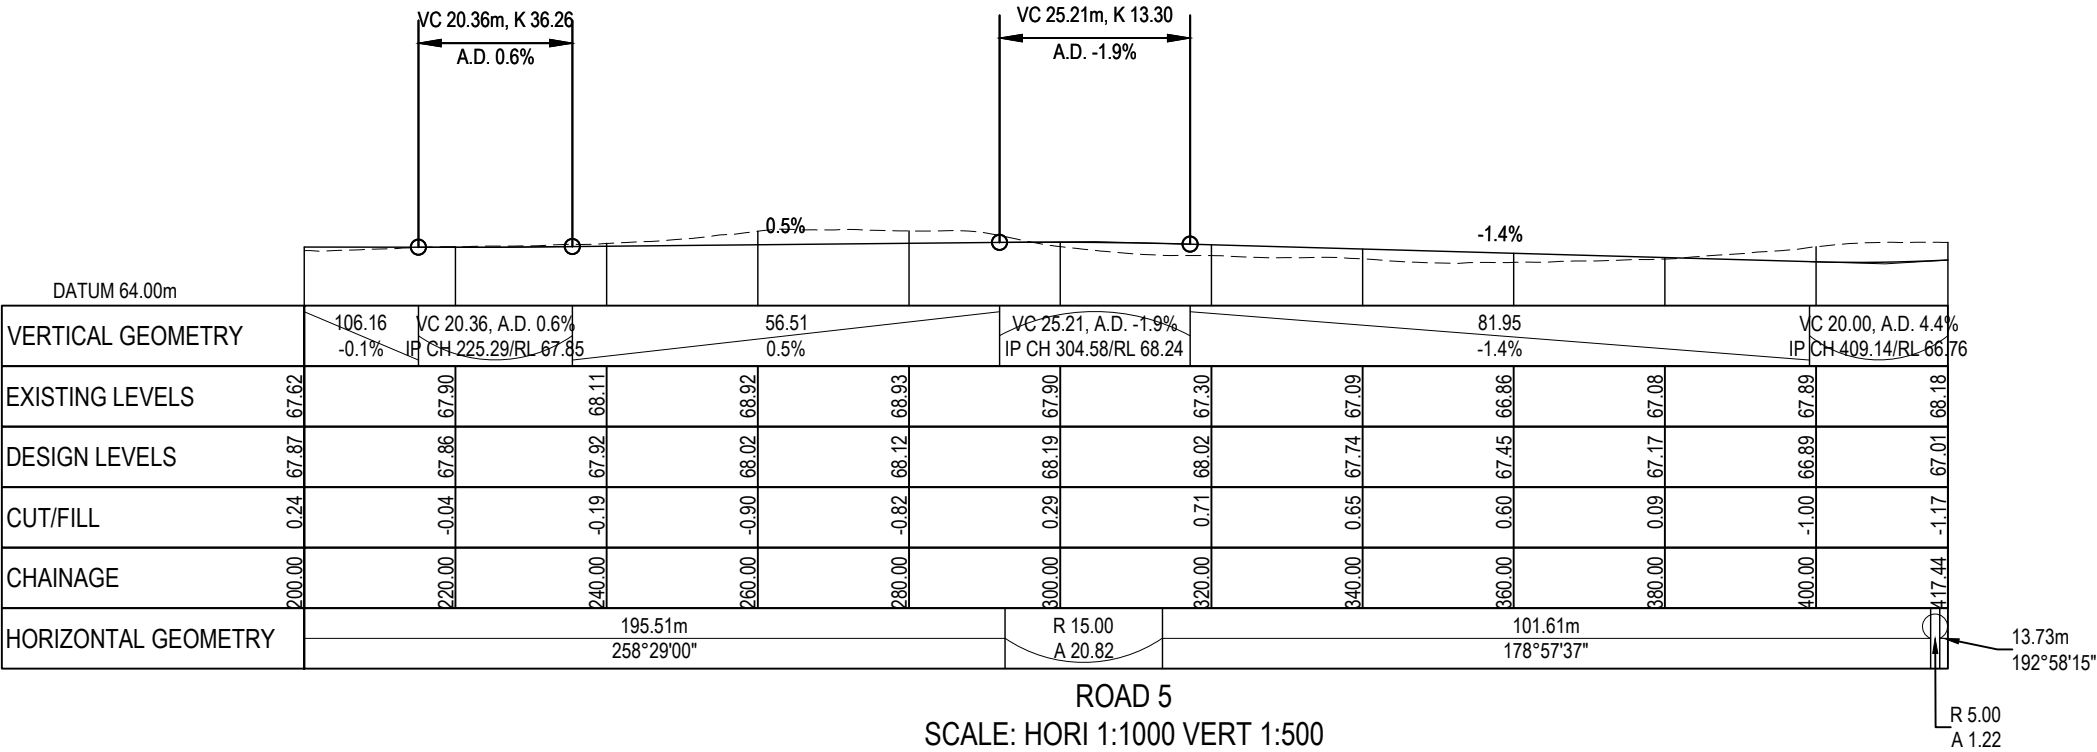 VC 20.36m, K 36.26
A.D. 0.6%
VC 25.21m, K 13.30
A.D. -1.9%
0.5%
-1.4%
DATUM 64.00m
VERTICAL GEOMETRY
106.16
-0.1%
VC 20.36, A.D. 0.6%
IP CH 225.29/RL 67.85
56.51
0.5%
VC 25.21, A.D. -1.9%
IP CH 304.58/RL 68.24
81.95
-1.4%
VC 20.00, A.D. 4.4%
IP CH 409.14/RL 66.76
EXISTING LEVELS 67.62 67.90 68.11 68.92 68.93 67.90 67.30 67.09 66.86 67.08 67.89 68.18
DESIGN LEVELS 67.87 67.86 67.92 68.02 68.12 68.19 68.02 67.74 67.45 67.17 66.89 67.01
CUT/FILL 0.24 -0.04 -0.19 -0.90 -0.82 0.29 0.71 0.65 0.60 0.09 -1.00 -1.17
CHAINAGE 200.00 220.00 240.00 260.00 280.00 300.00 320.00 340.00 360.00 380.00 400.00 417.44
HORIZONTAL GEOMETRY
195.51m
258°29'00"
R 15.00
A 20.82
101.61m
178°57'37"
13.73m
192°58'15"
R 5.00
A 1.22
ROAD 5
SCALE: HORI 1:1000 VERT 1:500